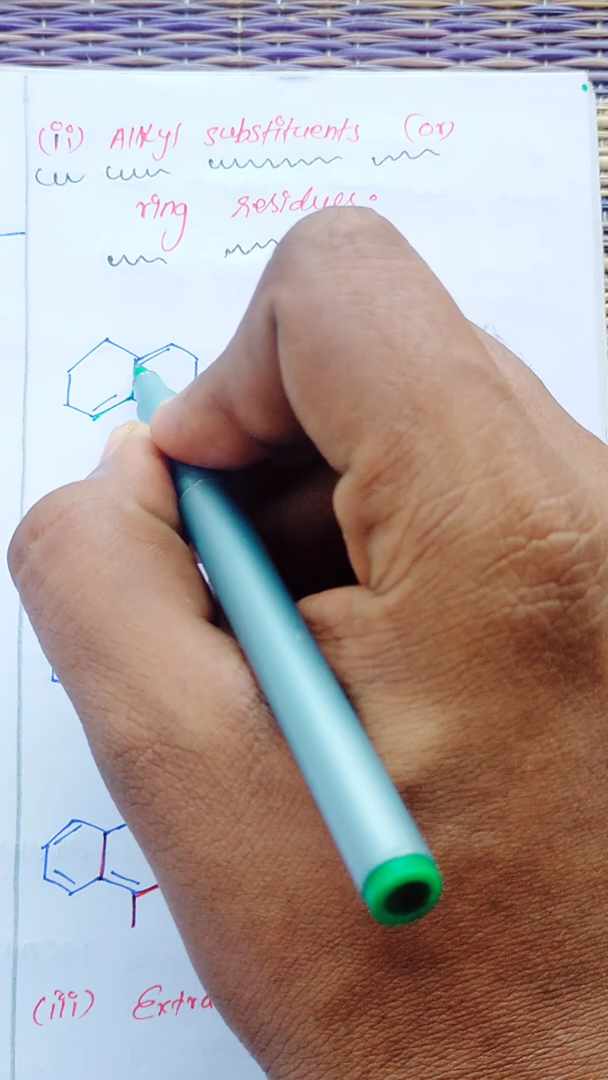 (ii) Alkyl substituents (or)
ring residues.
(iii) Extra